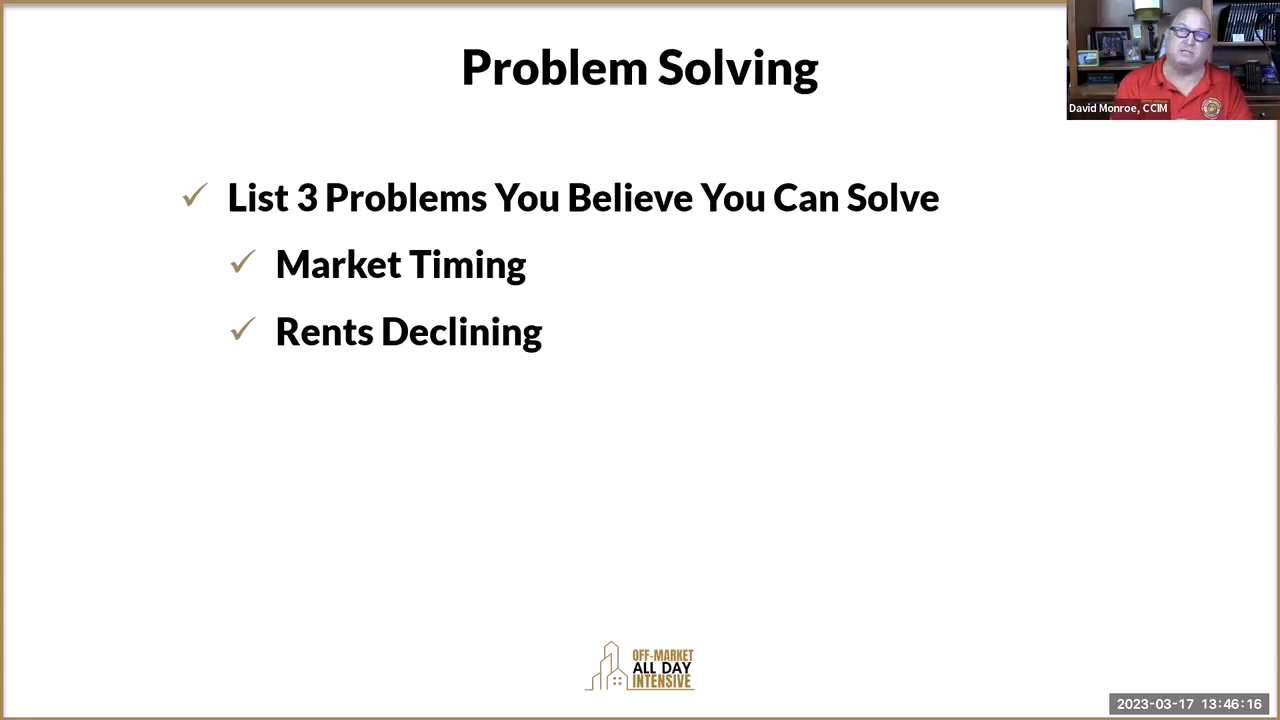 Problem Solving
David Monroe, CCIM
List 3 Problems You Believe You Can Solve
Market Timing
Rents Declining
OFF-MARKET
ALL DAY
INTENSIVE
2023-03-17 13:46:16